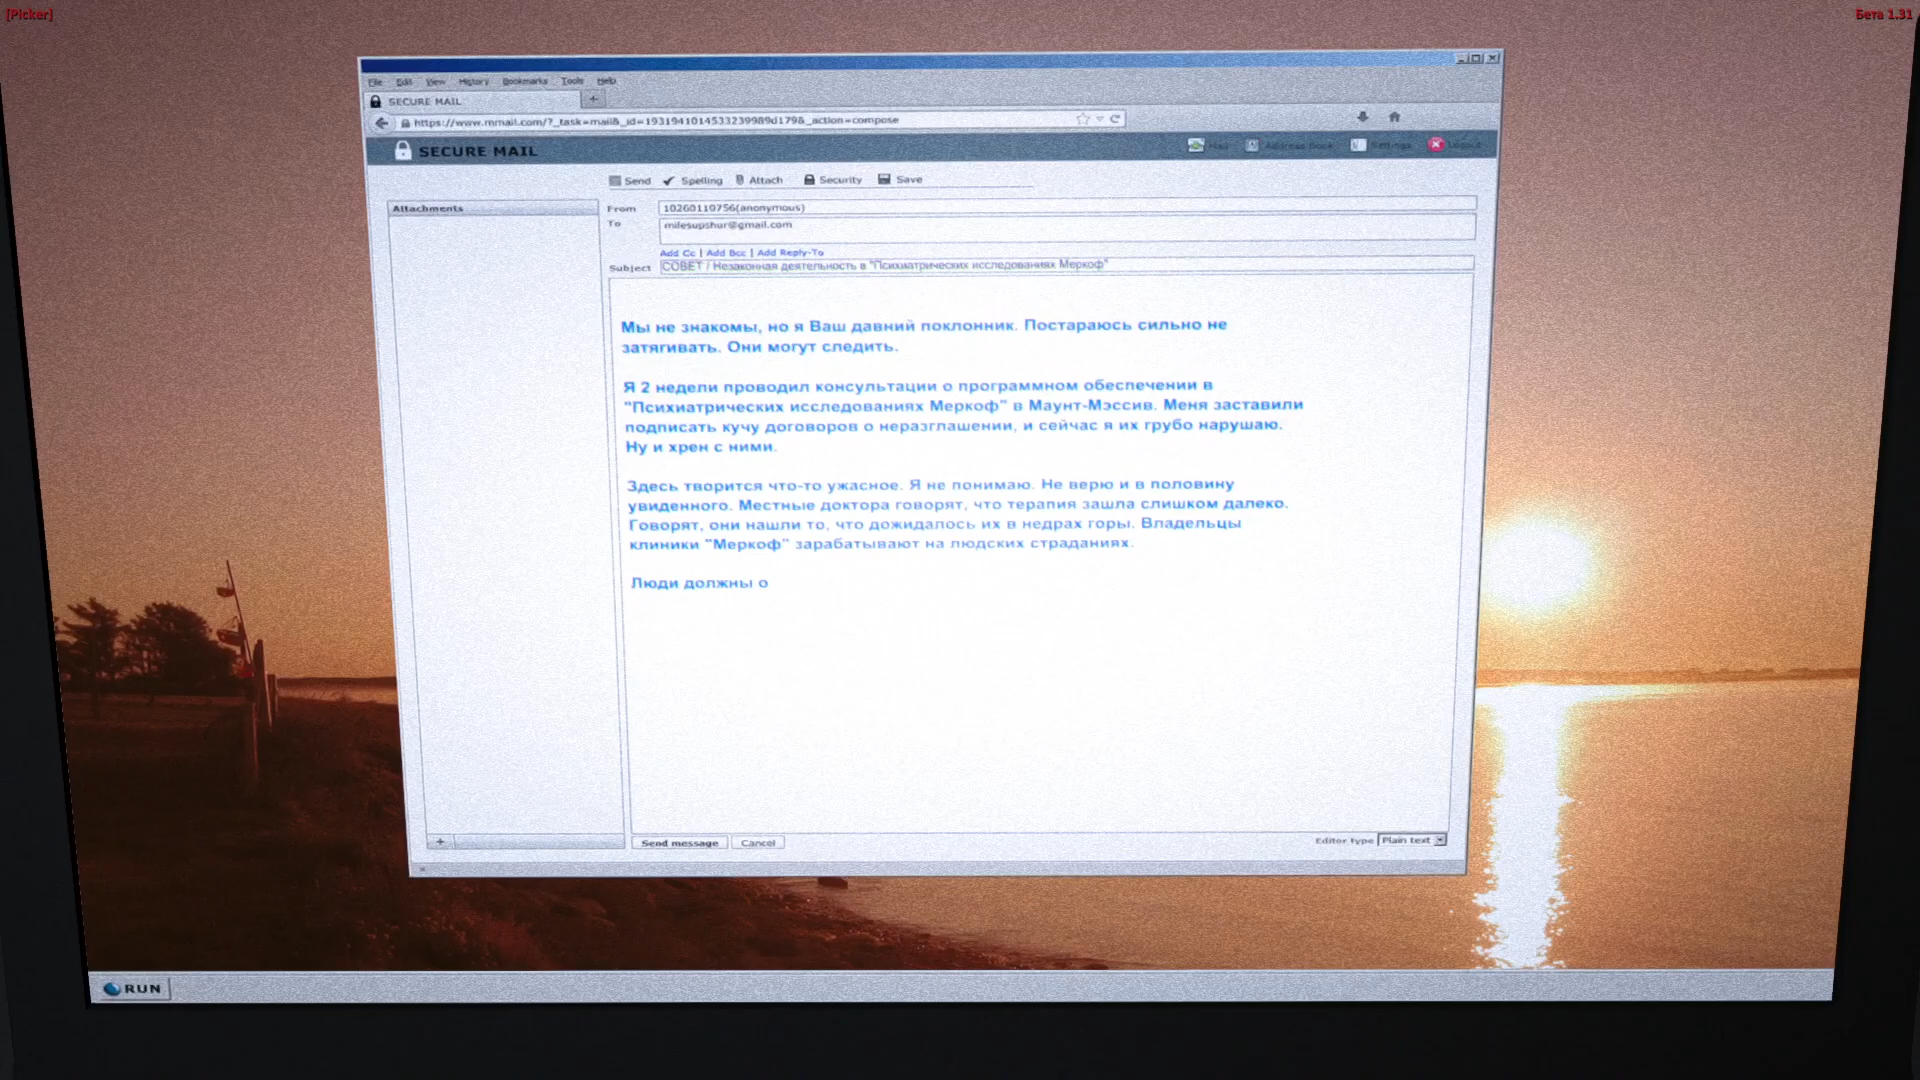 [Picker]
Бета 1.31
File Edit View History Bookmarks Tools Help
SECURE MAIL
https://www.mmail.com/?_task=mail&_id=1931941014533239989d179&_action=compose
SECURE MAIL
Mail Address Book Settings Logout
Send Spelling Attach Security Save
Attachments
From 10260110756(anonymous)
To milesupshur@gmail.com
Add Cc | Add Bcc | Add Reply-To
Subject СОВЕТ / Незаконная деятельность в "Психиатрических исследованиях Меркоф"
Мы не знакомы, но я Ваш давний поклонник. Постараюсь сильно не
затягивать. Они могут следить.
Я 2 недели проводил консультации о программном обеспечении в
"Психиатрических исследованиях Меркоф" в Маунт-Мэссив. Меня заставили
подписать кучу договоров о неразглашении, и сейчас я их грубо нарушаю.
Ну и хрен с ними.
Здесь творится что-то ужасное. Я не понимаю. Не верю и в половину
увиденного. Местные доктора говорят, что терапия зашла слишком далеко.
Говорят, они нашли то, что дожидалось их в недрах горы. Владельцы
клиники "Меркоф" зарабатывают на людских страданиях.
Люди должны о
Send message Cancel
Editor type Plain text
RUN